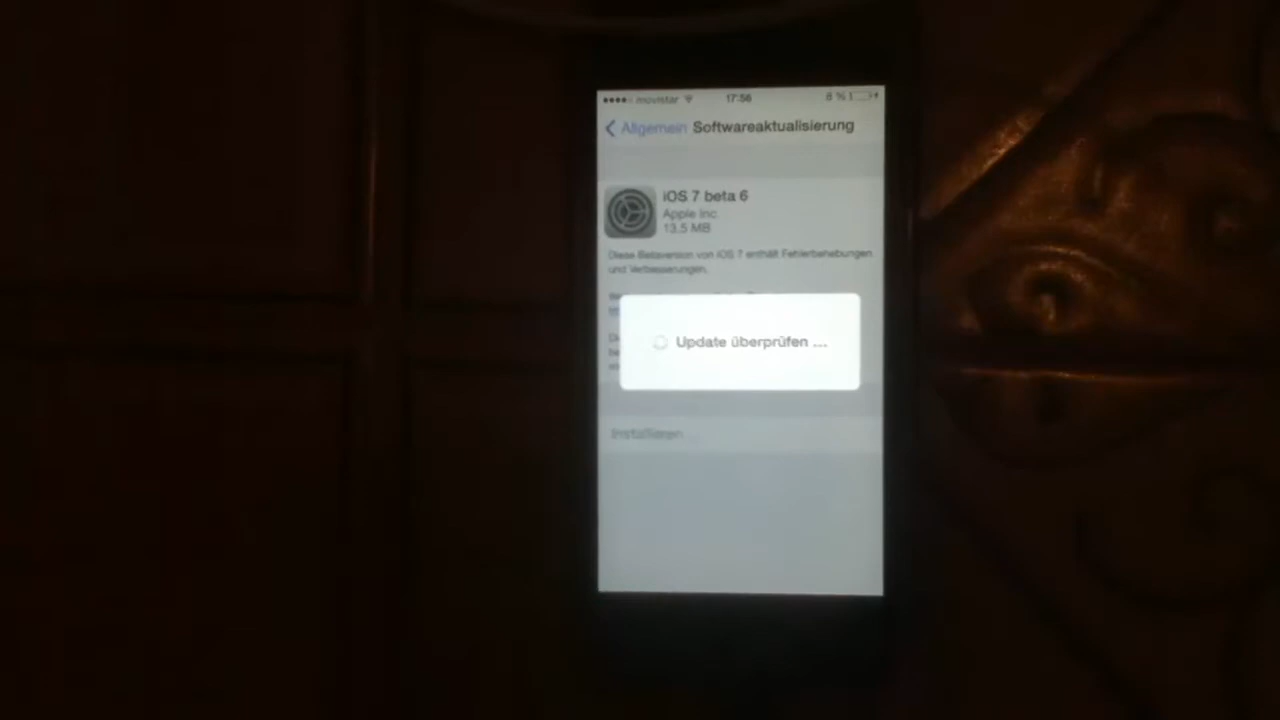 movistar 17:56 8 %
Allgemein Softwareaktualisierung
iOS 7 beta 6
Apple Inc.
13,5 MB
Diese Betaversion von iOS 7 enthält Fehlerbehebungen
und Verbesserungen.
Update überprüfen ...
Installieren